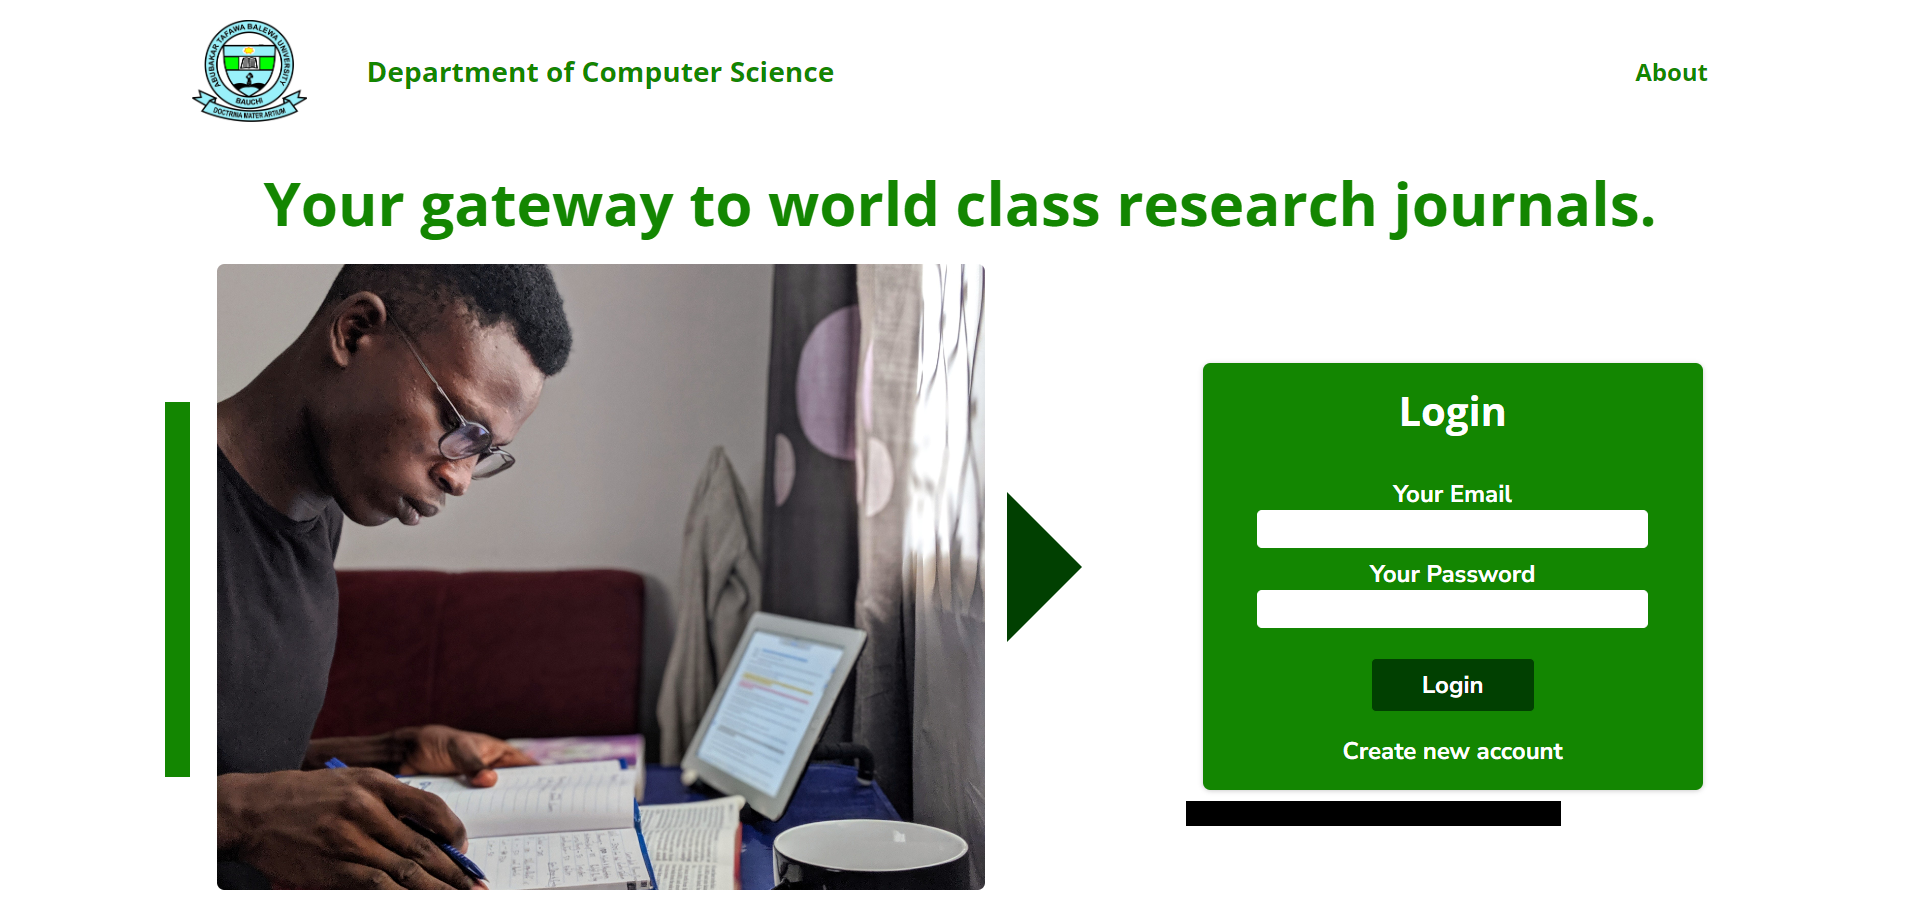 ABUBAKAR TAFAWA BALEWA UNIVERSITY
BAUCHI
DOCTRINA MATER ARTIUM
Department of Computer Science
About
Your gateway to world class research journals.
Login
Your Email
Your Password
Login
Create new account